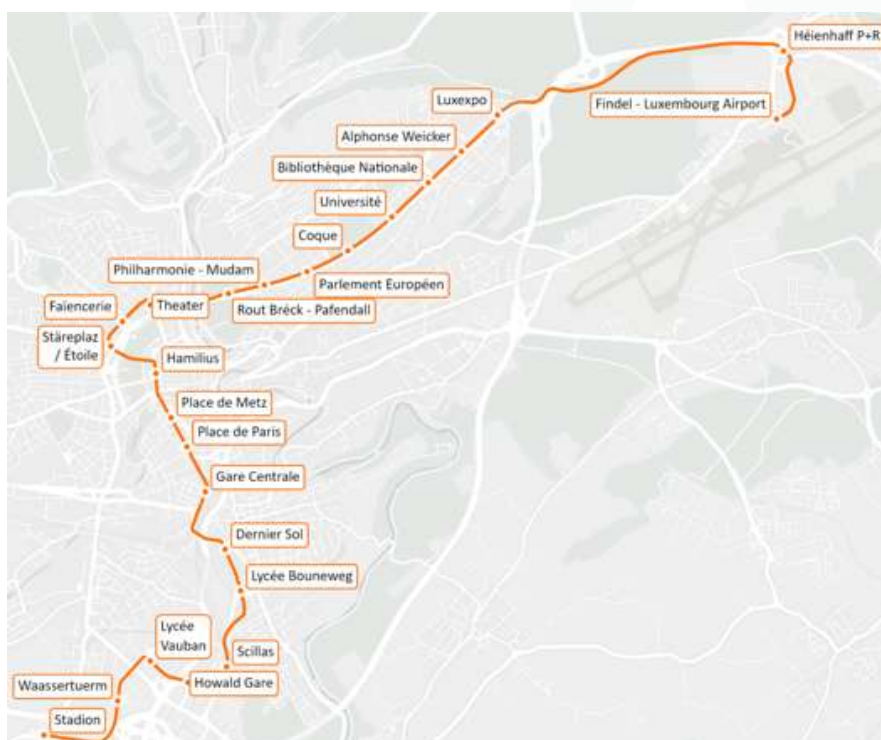 Héienhaff P+R
Findel - Luxembourg Airport
Luxexpo
Alphonse Weicker
Bibliothèque Nationale
Université
Coque
Parlement Européen
Philharmonie - Mudam
Rout Bréck - Pafendall
Theater
Faïencerie
Stäreplaz
/ Étoile
Hamilius
Place de Metz
Place de Paris
Gare Centrale
Dernier Sol
Lycée Bouneweg
Scillas
Howald Gare
Lycée
Vauban
Waassertuerm
Stadion